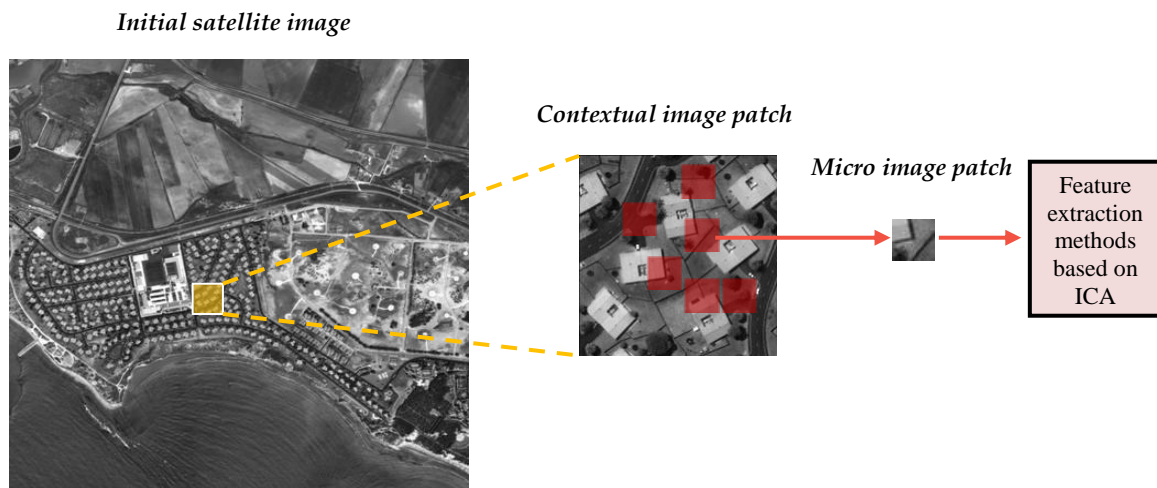 Initial satellite image
Contextual image patch
Micro image patch
Feature
extraction
methods
based on
ICA